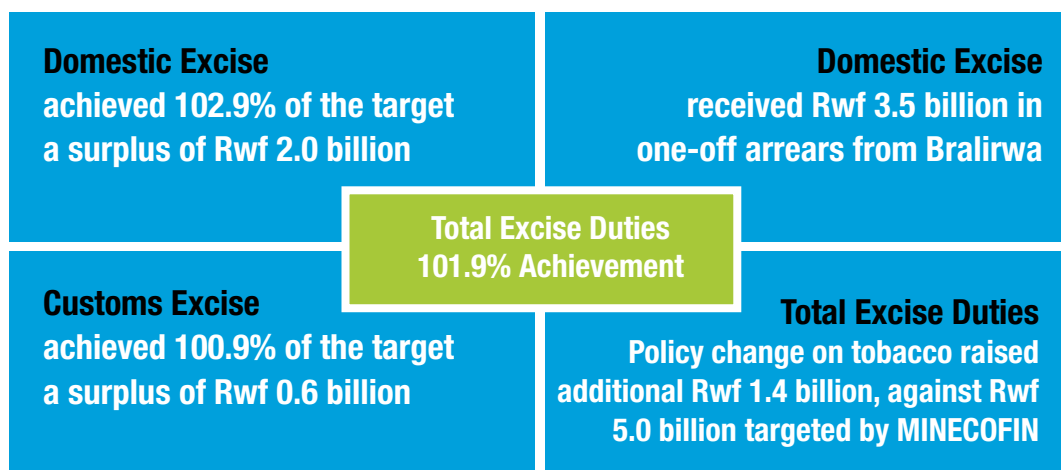 Domestic Excise
achieved 102.9% of the target
a surplus of Rwf 2.0 billion
Domestic Excise
received Rwf 3.5 billion in
one-off arrears from Bralirwa
Total Excise Duties
101.9% Achievement
Customs Excise
achieved 100.9% of the target
a surplus of Rwf 0.6 billion
Total Excise Duties
Policy change on tobacco raised
additional Rwf 1.4 billion, against Rwf
5.0 billion targeted by MINECOFIN